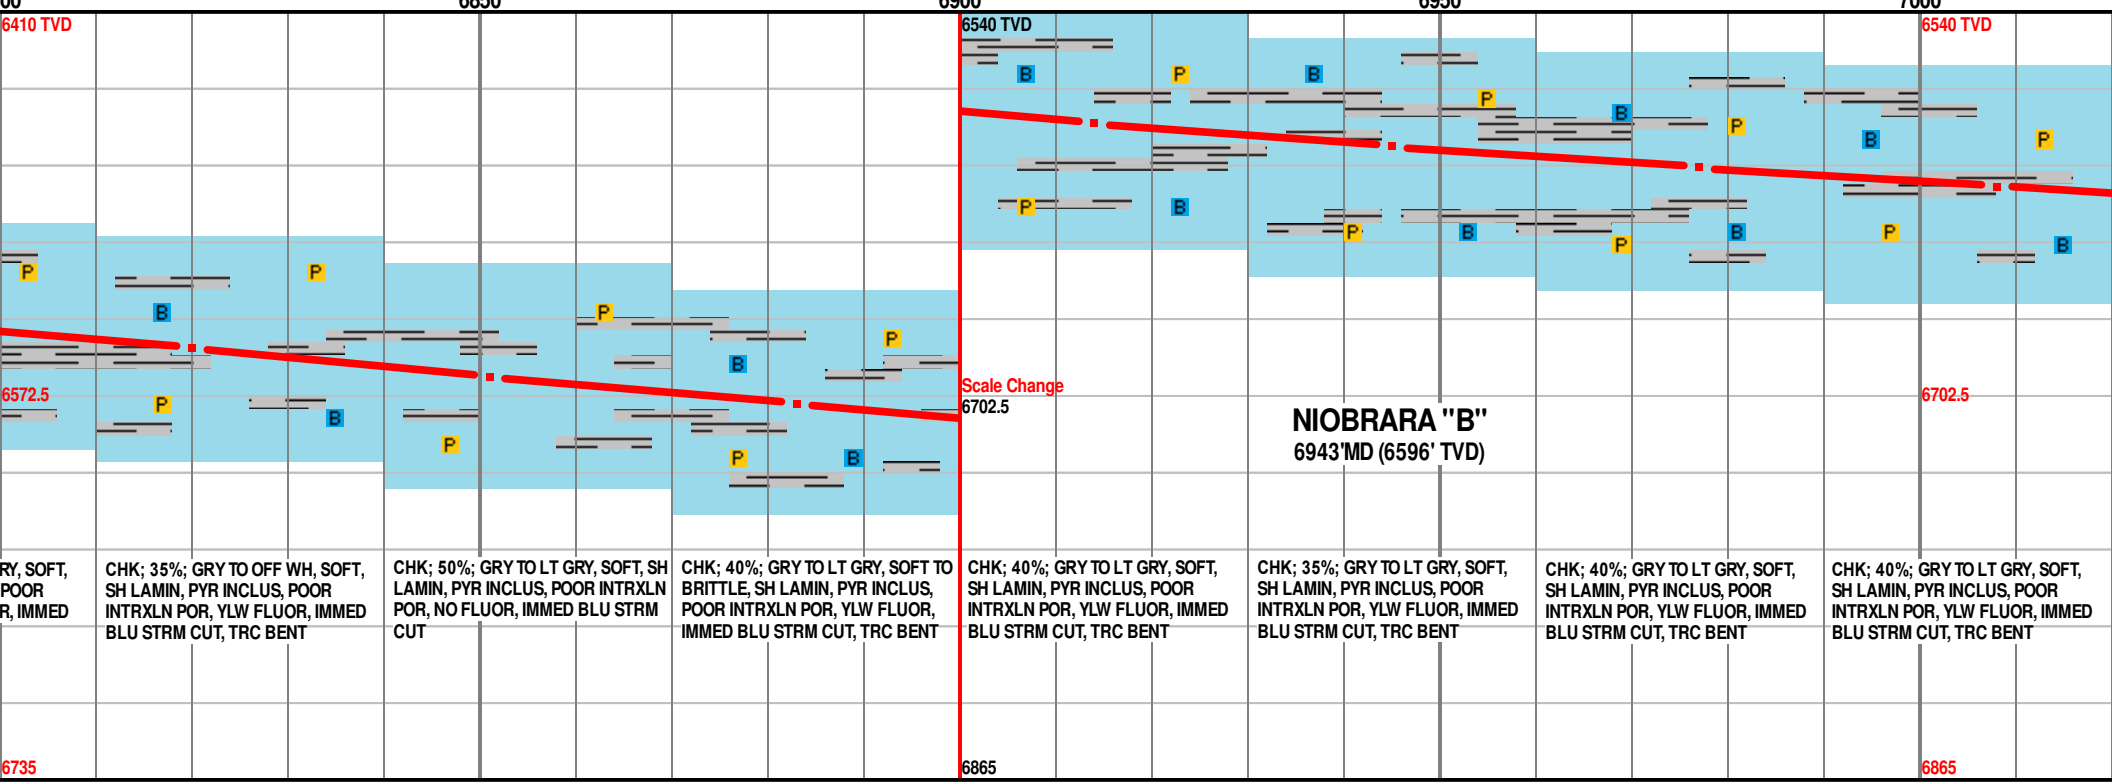 00 6850 6900 6950 7000
6410 TVD
6540 TVD
6540 TVD
B P B P B P B P
P P B P B P
P B P B P B P B
P B P B P B
6572.5
Scale Change
6702.5
6702.5
NIOBRARA "B"
6943'MD (6596' TVD)
RY, SOFT,
POOR
R, IMMED
CHK; 35%; GRY TO OFF WH, SOFT,
SH LAMIN, PYR INCLUS, POOR
INTRXLN POR, YLW FLUOR, IMMED
BLU STRM CUT, TRC BENT
CHK; 50%; GRY TO LT GRY, SOFT, SH
LAMIN, PYR INCLUS, POOR INTRXLN
POR, NO FLUOR, IMMED BLU STRM
CUT
CHK; 40%; GRY TO LT GRY, SOFT TO
BRITTLE, SH LAMIN, PYR INCLUS,
POOR INTRXLN POR, YLW FLUOR,
IMMED BLU STRM CUT, TRC BENT
CHK; 40%; GRY TO LT GRY, SOFT,
SH LAMIN, PYR INCLUS, POOR
INTRXLN POR, YLW FLUOR, IMMED
BLU STRM CUT, TRC BENT
CHK; 35%; GRY TO LT GRY, SOFT,
SH LAMIN, PYR INCLUS, POOR
INTRXLN POR, YLW FLUOR, IMMED
BLU STRM CUT, TRC BENT
CHK; 40%; GRY TO LT GRY, SOFT,
SH LAMIN, PYR INCLUS, POOR
INTRXLN POR, YLW FLUOR, IMMED
BLU STRM CUT, TRC BENT
CHK; 40%; GRY TO LT GRY, SOFT,
SH LAMIN, PYR INCLUS, POOR
INTRXLN POR, YLW FLUOR, IMMED
BLU STRM CUT, TRC BENT
6735
6865
6865